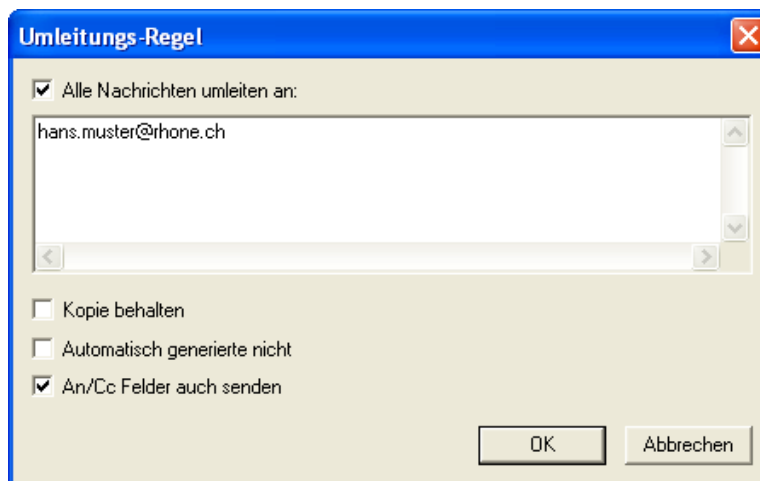 Umleitungs-Regel
Alle Nachrichten umleiten an:
hans.muster@rhone.ch
Kopie behalten
Automatisch generierte nicht
An/Cc Felder auch senden
OK
Abbrechen